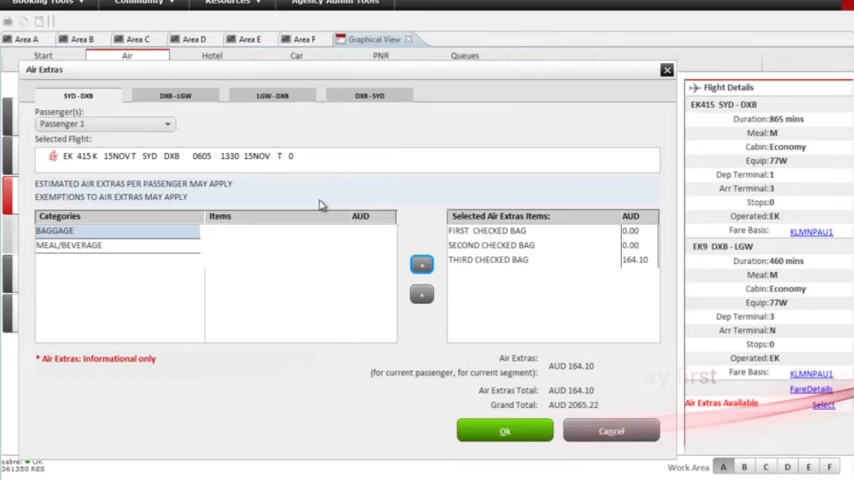 Booking Tools Community Resources Agency Admin Tools
Area A Area B Area C Area D Area E Area F Graphical View
Start Air Hotel Car PNR Queues
Air Extras
SYD - DXB DXB - LGW LGW - DXB DXB - SYD
Passenger(s):
Passenger 1
Selected Flight:
EK 415K 15NOV T SYD DXB 0605 1330 15NOV T 0
ESTIMATED AIR EXTRAS PER PASSENGER MAY APPLY
EXEMPTIONS TO AIR EXTRAS MAY APPLY
Categories Items AUD
BAGGAGE
MEAL/BEVERAGE
Selected Air Extras Items: AUD
FIRST CHECKED BAG 0.00
SECOND CHECKED BAG 0.00
THIRD CHECKED BAG 164.10
* Air Extras: Informational only
Air Extras:
(for current passenger, for current segment) AUD 164.10
Air Extras Total: AUD 164.10
Grand Total: AUD 2065.22
Ok Cancel
Flight Details
EK415 SYD - DXB
Duration: 865 mins
Meal: M
Cabin: Economy
Equip: 77W
Dep Terminal: 1
Arr Terminal: 3
Stops: 0
Operated: EK
Fare Basis: KLMNPAU1
EK9 DXB - LGW
Duration: 460 mins
Meal: M
Cabin: Economy
Equip: 77W
Dep Terminal: 3
Arr Terminal: N
Stops: 0
Operated: EK
Fare Basis: KLMNPAU1
FareDetails
Air Extras Available Select
first
361350 RES
Work Area A B C D E F